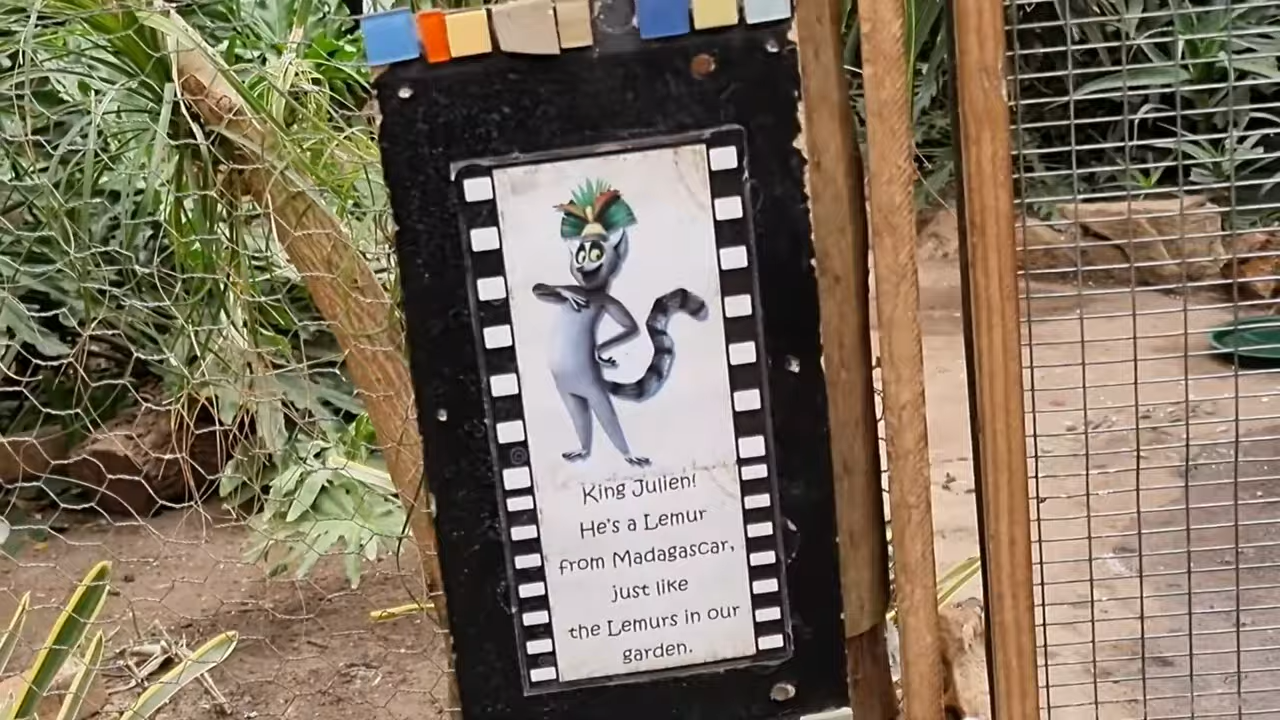 King Julien!
He's a Lemur
from Madagascar,
just like
the Lemurs in our
garden.